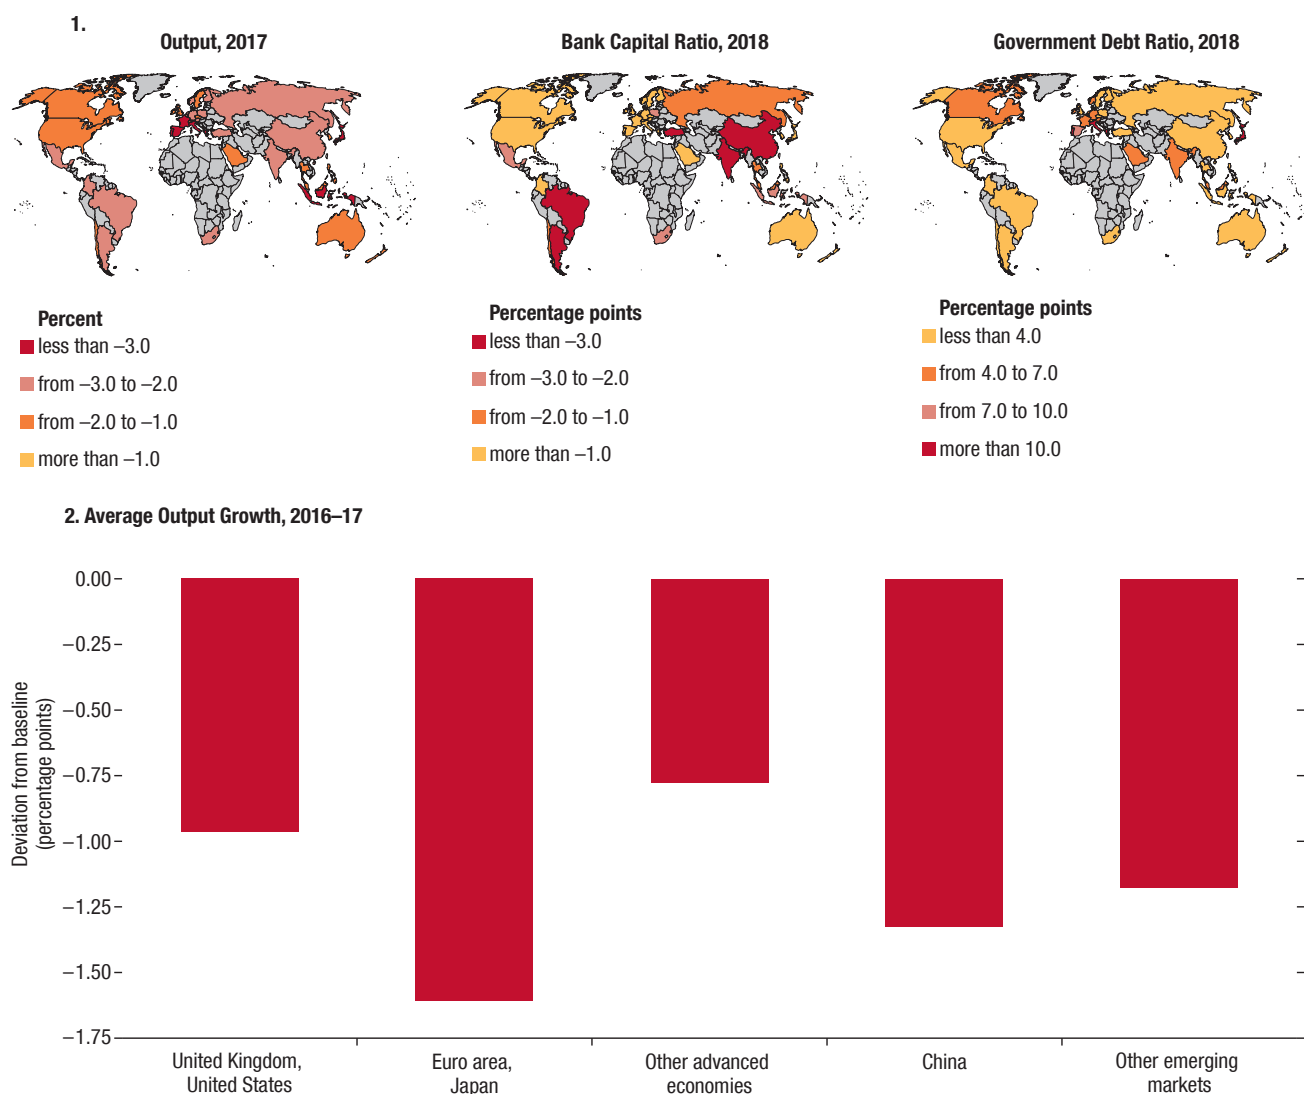 1.
Output, 2017
Bank Capital Ratio, 2018
Government Debt Ratio, 2018
Percent
less than –3.0
from –3.0 to –2.0
from –2.0 to –1.0
more than –1.0
Percentage points
less than –3.0
from –3.0 to –2.0
from –2.0 to –1.0
more than –1.0
Percentage points
less than 4.0
from 4.0 to 7.0
from 7.0 to 10.0
more than 10.0
2. Average Output Growth, 2016–17
Deviation from baseline
(percentage points)
0.00
–0.25
–0.50
–0.75
–1.00
–1.25
–1.50
–1.75
United Kingdom,
United States
Euro area,
Japan
Other advanced
economies
China
Other emerging
markets